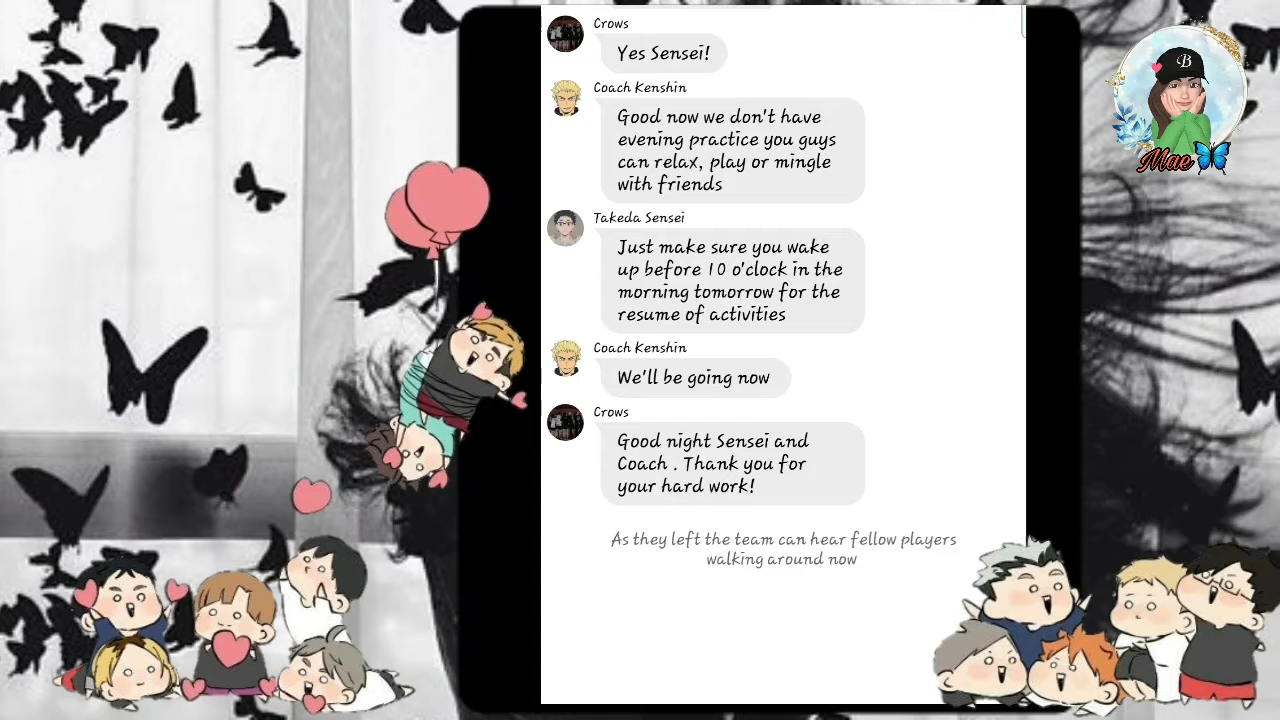 Crows
Yes Sensei!
Coach Kenshin
Good now we don't have
evening practice you guys
can relax, play or mingle
with friends
Takeda Sensei
Just make sure you wake
up before 10 o'clock in the
morning tomorrow for the
resume of activities
Coach Kenshin
We'll be going now
Crows
Good night Sensei and
Coach . Thank you for
your hard work!
As they left the team can hear fellow players
walking around now
B
Mae